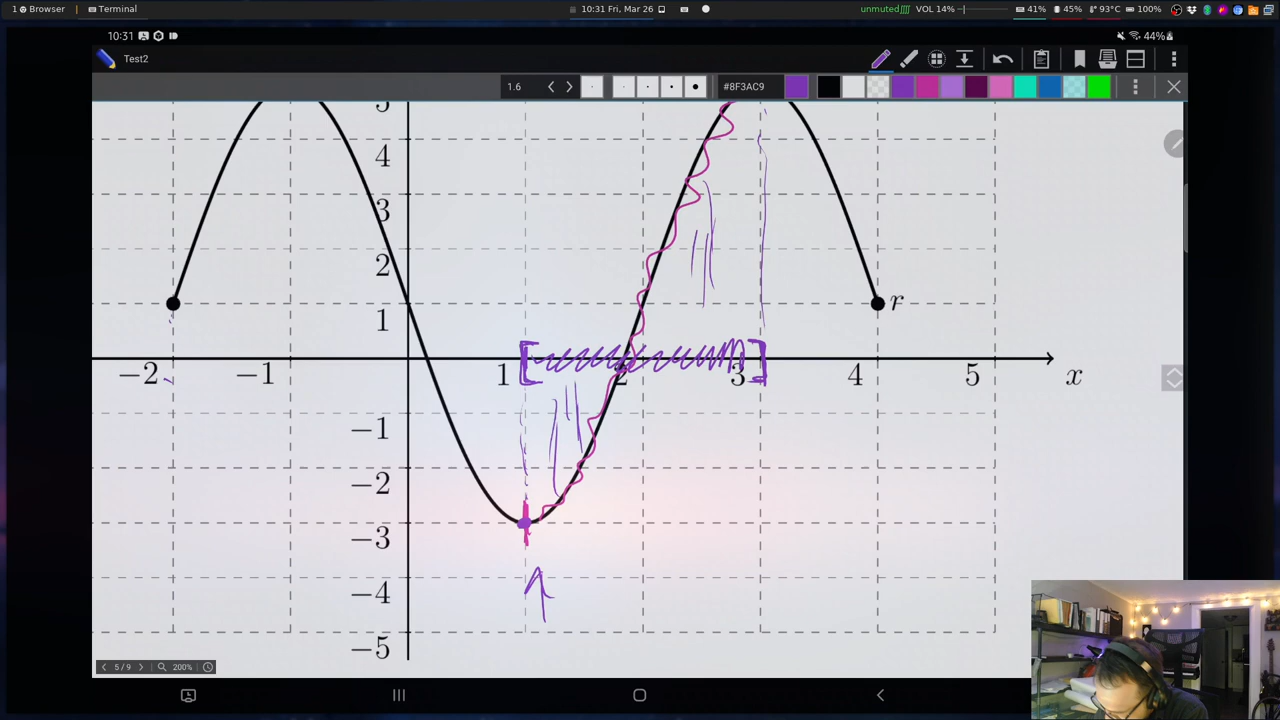 1 Browser Terminal 10:31 Fri, Mar 26 unmuted VOL 14% 41% 45% 93°C 100%
10:31 44%
Test2
1.6 #8F3AC9
5
4
3
2
1 r
−2 −1 1 2 3 4 5 x
−1
−2
−3
−4
−5
5/9 200%